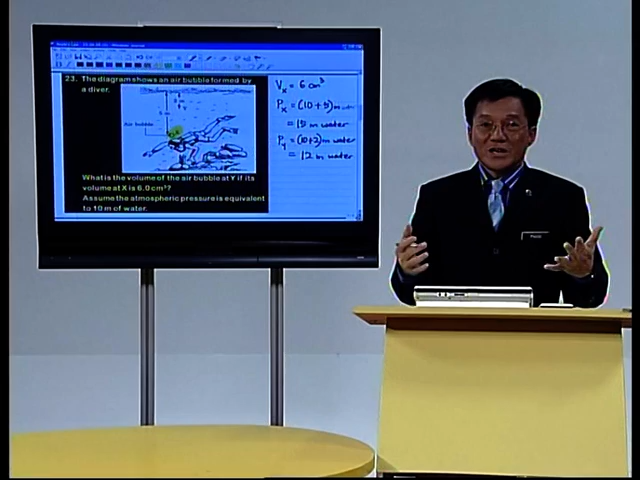 23. The diagram shows an air bubble formed by
a diver.
Air bubble
What is the volume of the air bubble at Y if its
volume at X is 6.0 cm³?
Assume the atmospheric pressure is equivalent
to 10 m of water.
Vx = 6 cm³
Px = (10 + 5) m water
= 15 m water
Py = (10+2) m water
= 12 m water